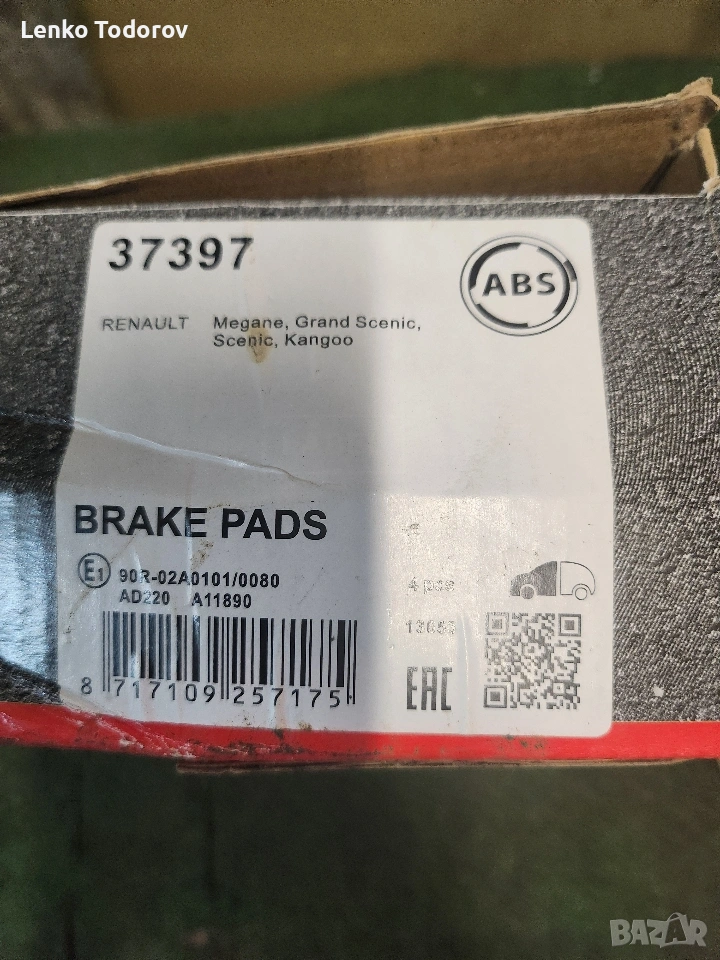 Lenko Todorov
37397
ABS
RENAULT Megane, Grand Scenic,
Scenic, Kangoo
BRAKE PADS
E1 90R-02A0101/0080
AD220 A11890
4 pcs
8 717109 257175
EAC
BAZAR